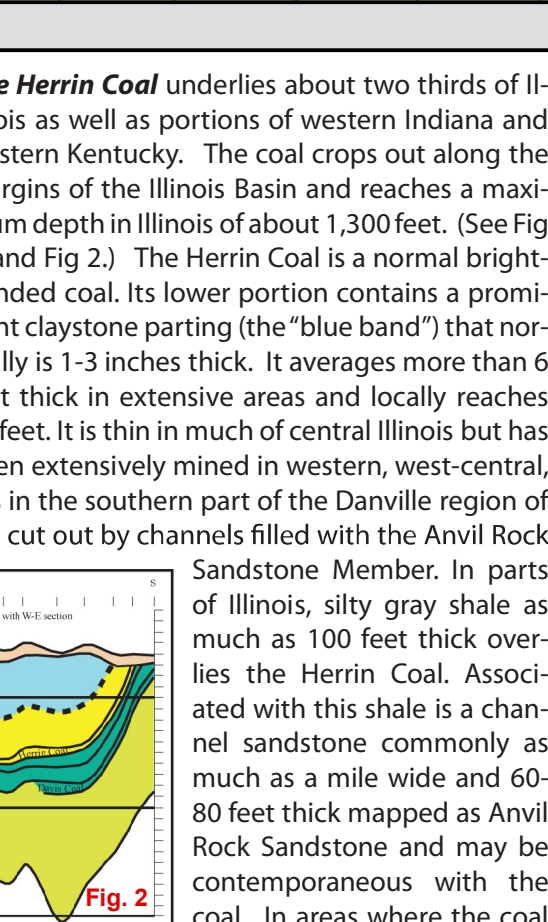 e Herrin Coal underlies about two thirds of Il-
ois as well as portions of western Indiana and
stern Kentucky. The coal crops out along the
rgins of the Illinois Basin and reaches a maxi-
um depth in Illinois of about 1,300 feet. (See Fig
and Fig 2.) The Herrin Coal is a normal bright-
nded coal. Its lower portion contains a promi-
nt claystone parting (the “blue band”) that nor-
lly is 1-3 inches thick. It averages more than 6
t thick in extensive areas and locally reaches
feet. It is thin in much of central Illinois but has
en extensively mined in western, west-central,
s in the southern part of the Danville region of
cut out by channels filled with the Anvil Rock
Sandstone Member. In parts
of Illinois, silty gray shale as
much as 100 feet thick over-
lies the Herrin Coal. Associ-
ated with this shale is a chan-
nel sandstone commonly as
much as a mile wide and 60-
80 feet thick mapped as Anvil
Rock Sandstone and may be
contemporaneous with the
coal. In areas where the coal
S
with W-E section
Herrin Coal
Davis Coal
Fig. 2